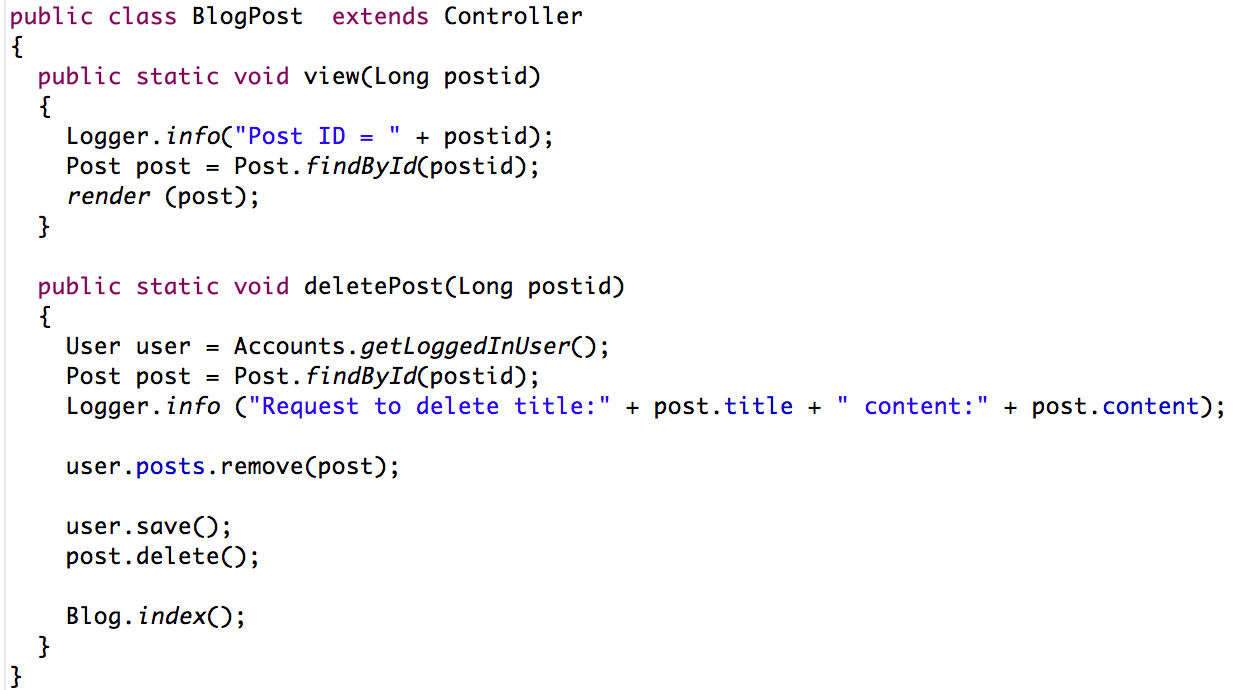 public class BlogPost  extends Controller
{
  public static void view(Long postid)
  {
    Logger.info("Post ID = " + postid);
    Post post = Post.findById(postid);
    render (post);
  }

  public static void deletePost(Long postid)
  {
    User user = Accounts.getLoggedInUser();
    Post post = Post.findById(postid);
    Logger.info ("Request to delete title:" + post.title + " content:" + post.content);

    user.posts.remove(post);

    user.save();
    post.delete();

    Blog.index();
  }
}